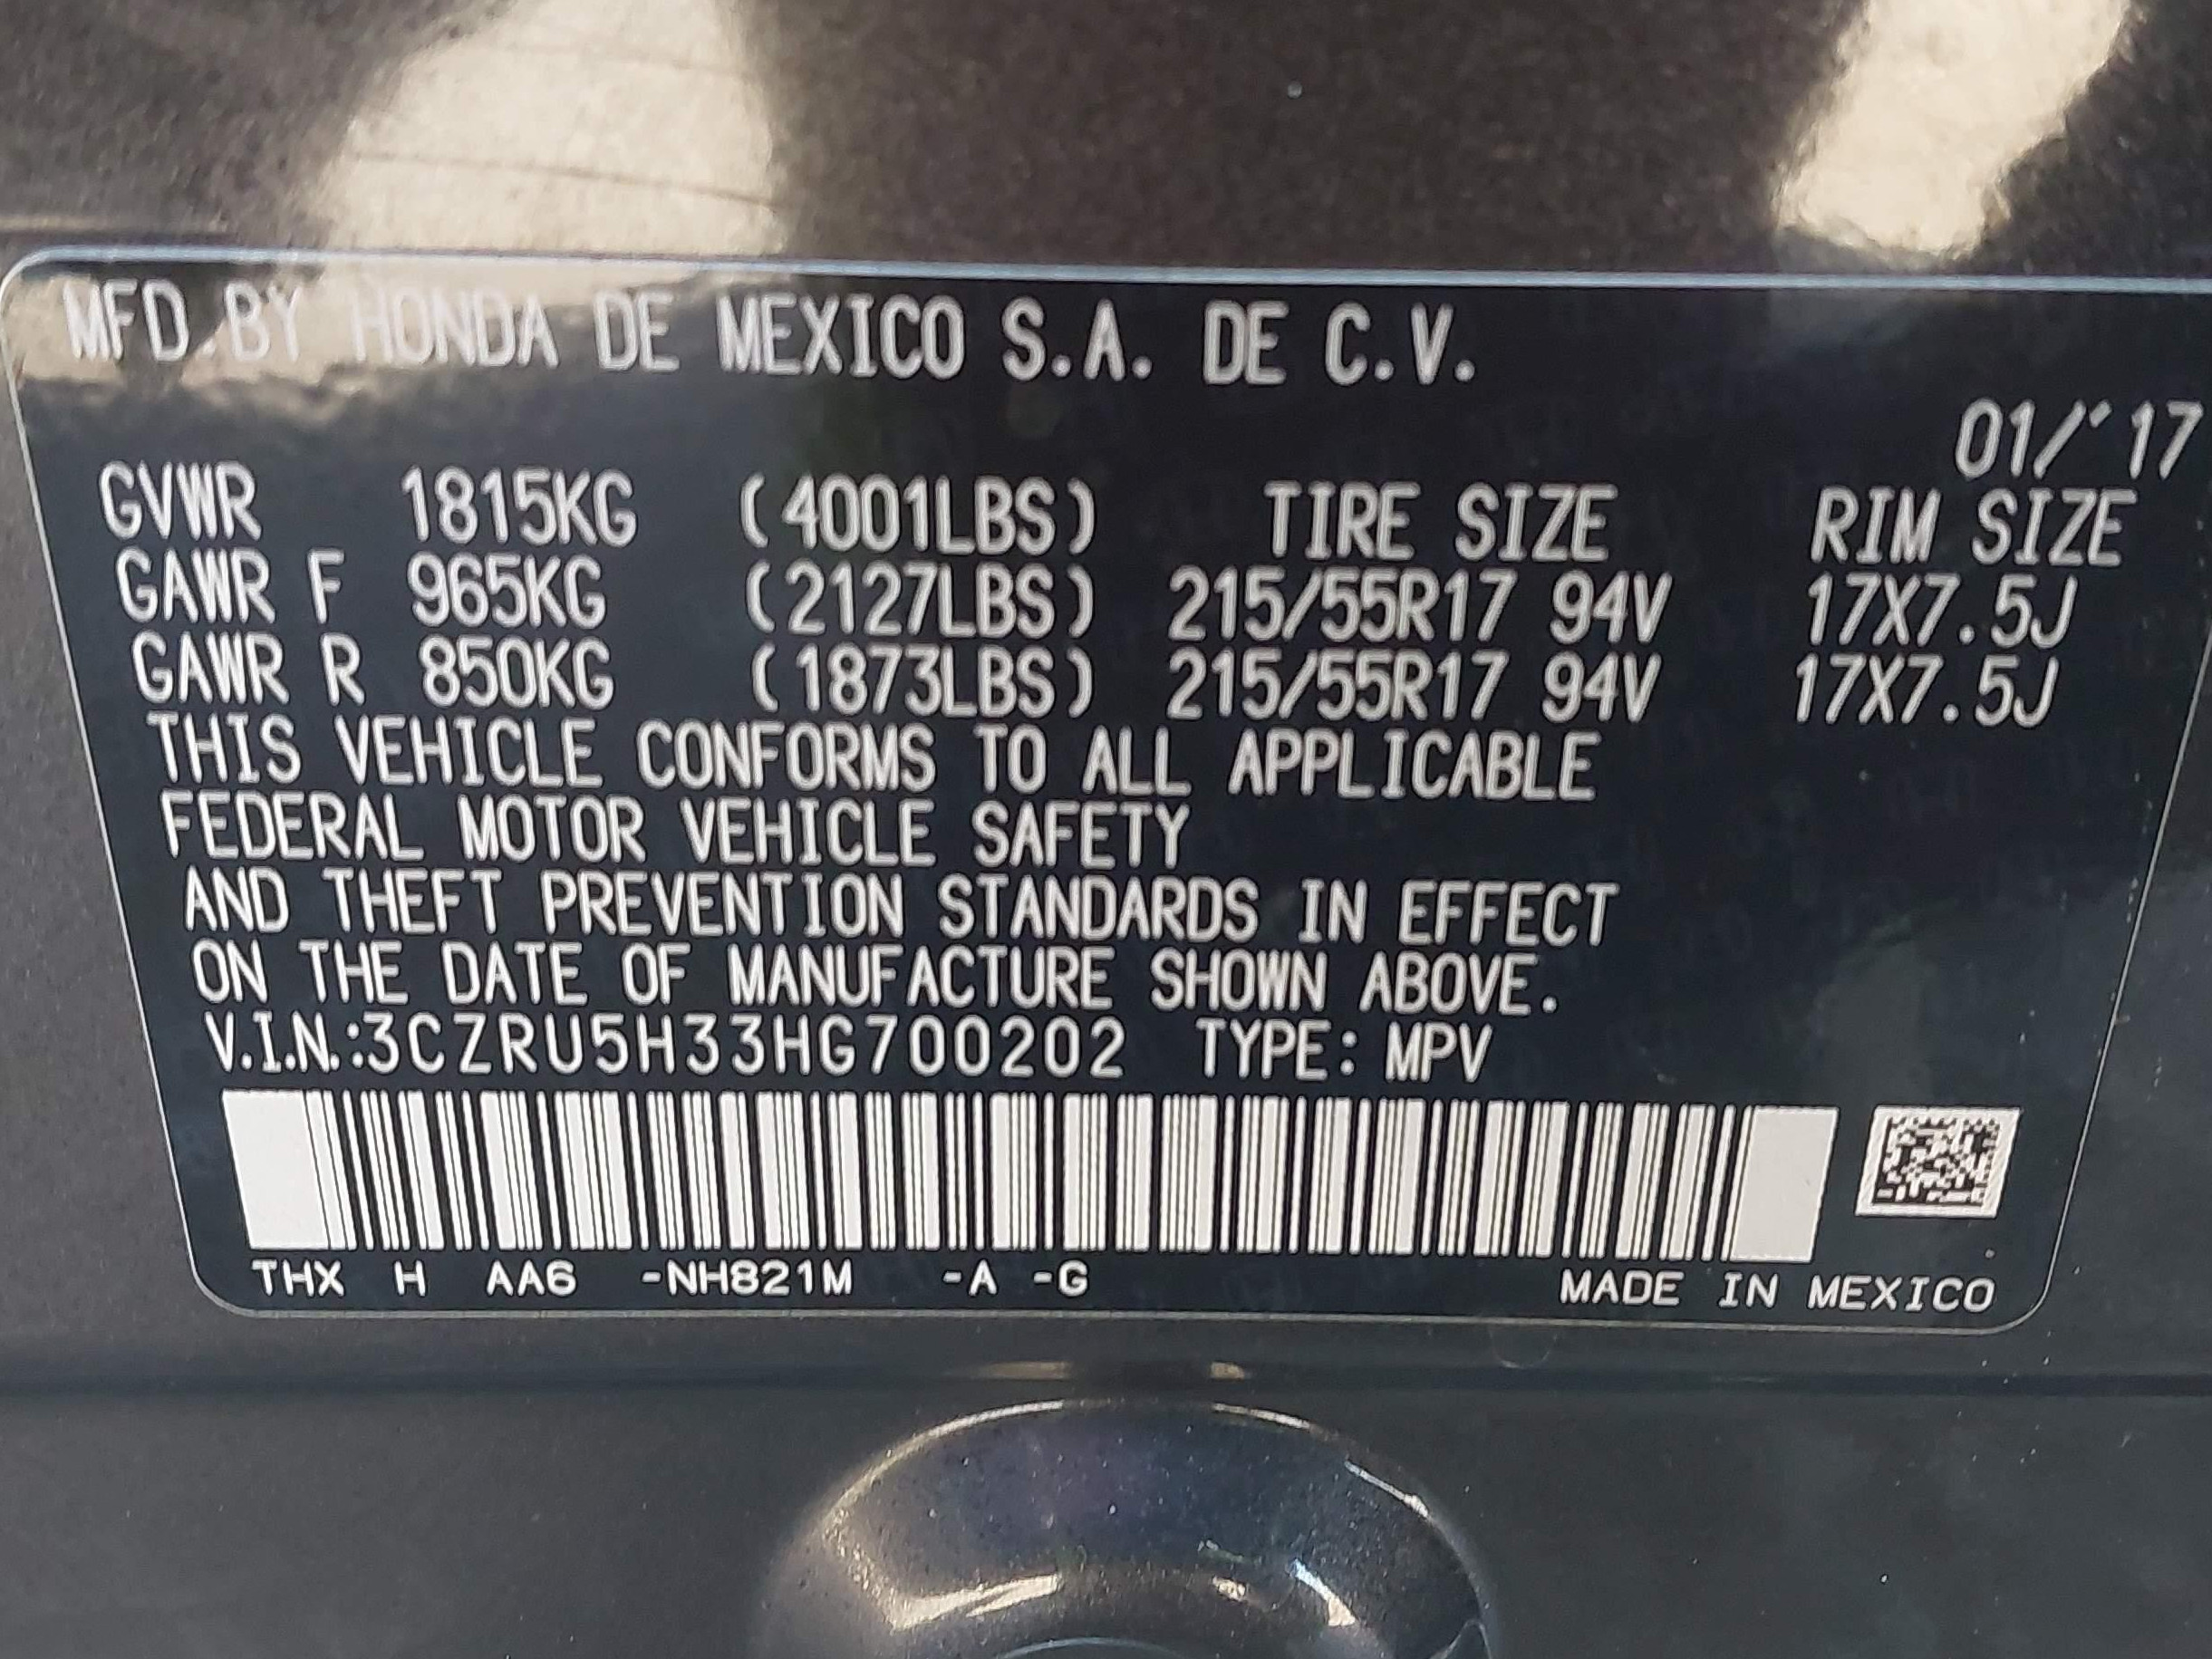 MFD.BY HONDA DE MEXICO S.A. DE C.V.
01/'17
GVWR 1815KG (4001LBS) TIRE SIZE RIM SIZE
GAWR F 965KG (2127LBS) 215/55R17 94V 17X7.5J
GAWR R 850KG (1873LBS) 215/55R17 94V 17X7.5J
THIS VEHICLE CONFORMS TO ALL APPLICABLE
FEDERAL MOTOR VEHICLE SAFETY
AND THEFT PREVENTION STANDARDS IN EFFECT
ON THE DATE OF MANUFACTURE SHOWN ABOVE.
V.I.N.:3CZRU5H33HG700202 TYPE: MPV
THX H AA6 -NH821M -A -G MADE IN MEXICO